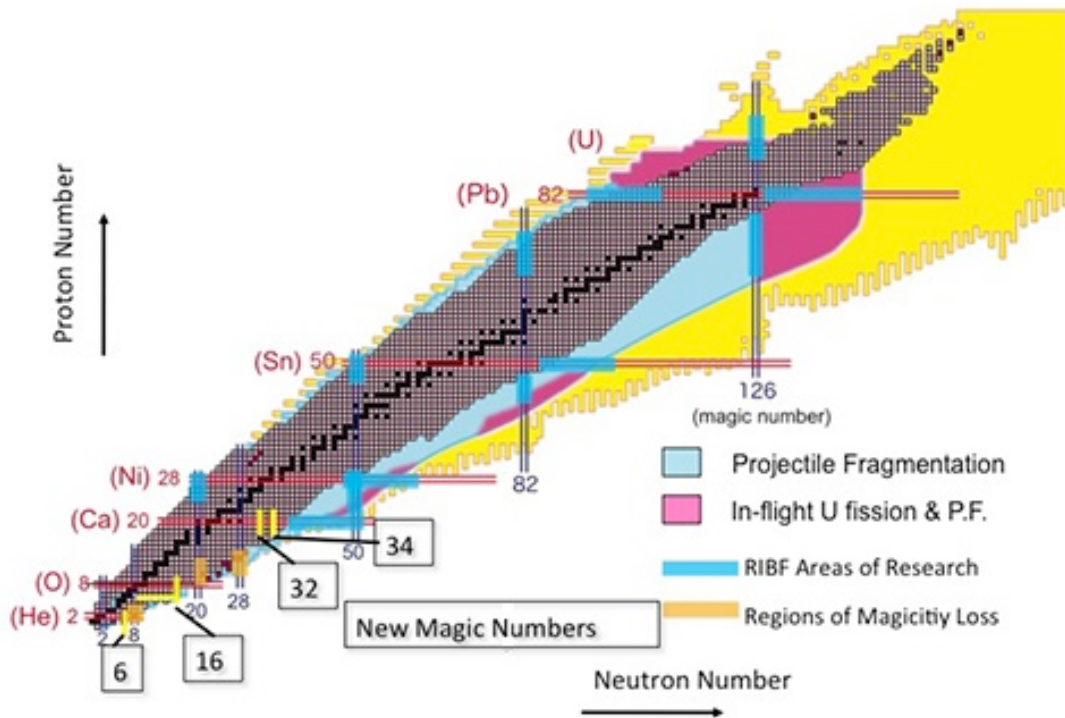 (U)
(Pb) 82
Proton Number
(Sn) 50
126
(magic number)
Projectile Fragmentation
(Ni) 28
82
In-flight U fission & P.F.
(Ca) 20
50
34
RIBF Areas of Research
(O) 8
20
28
32
(He) 2
Regions of Magicitiy Loss
2
8
New Magic Numbers
6
16
Neutron Number